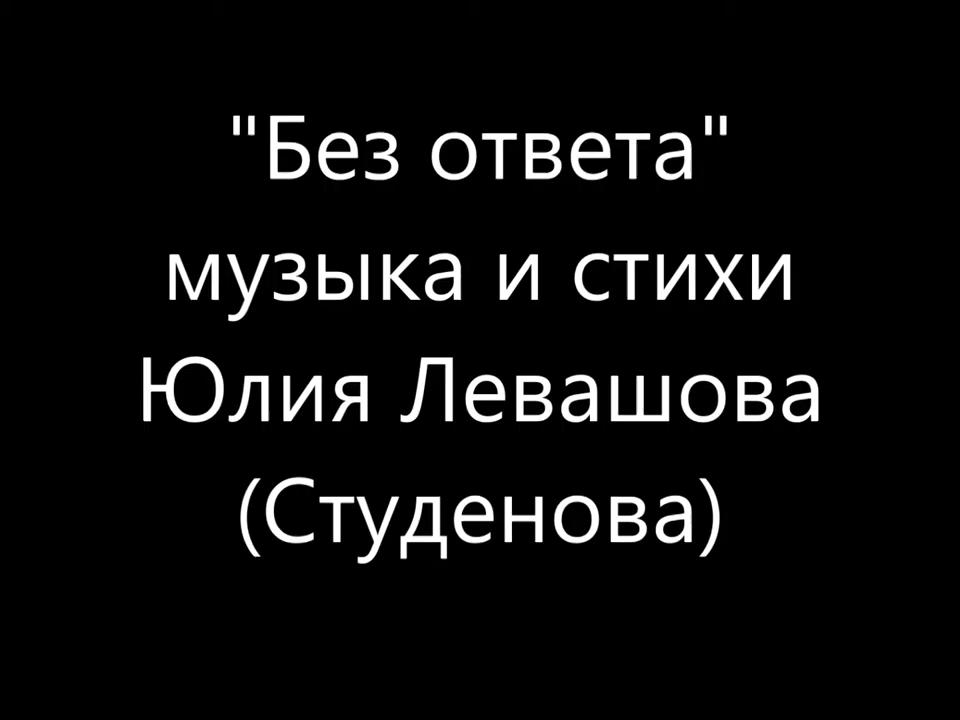 "Без ответа"
музыка и стихи
Юлия Левашова
(Студенова)